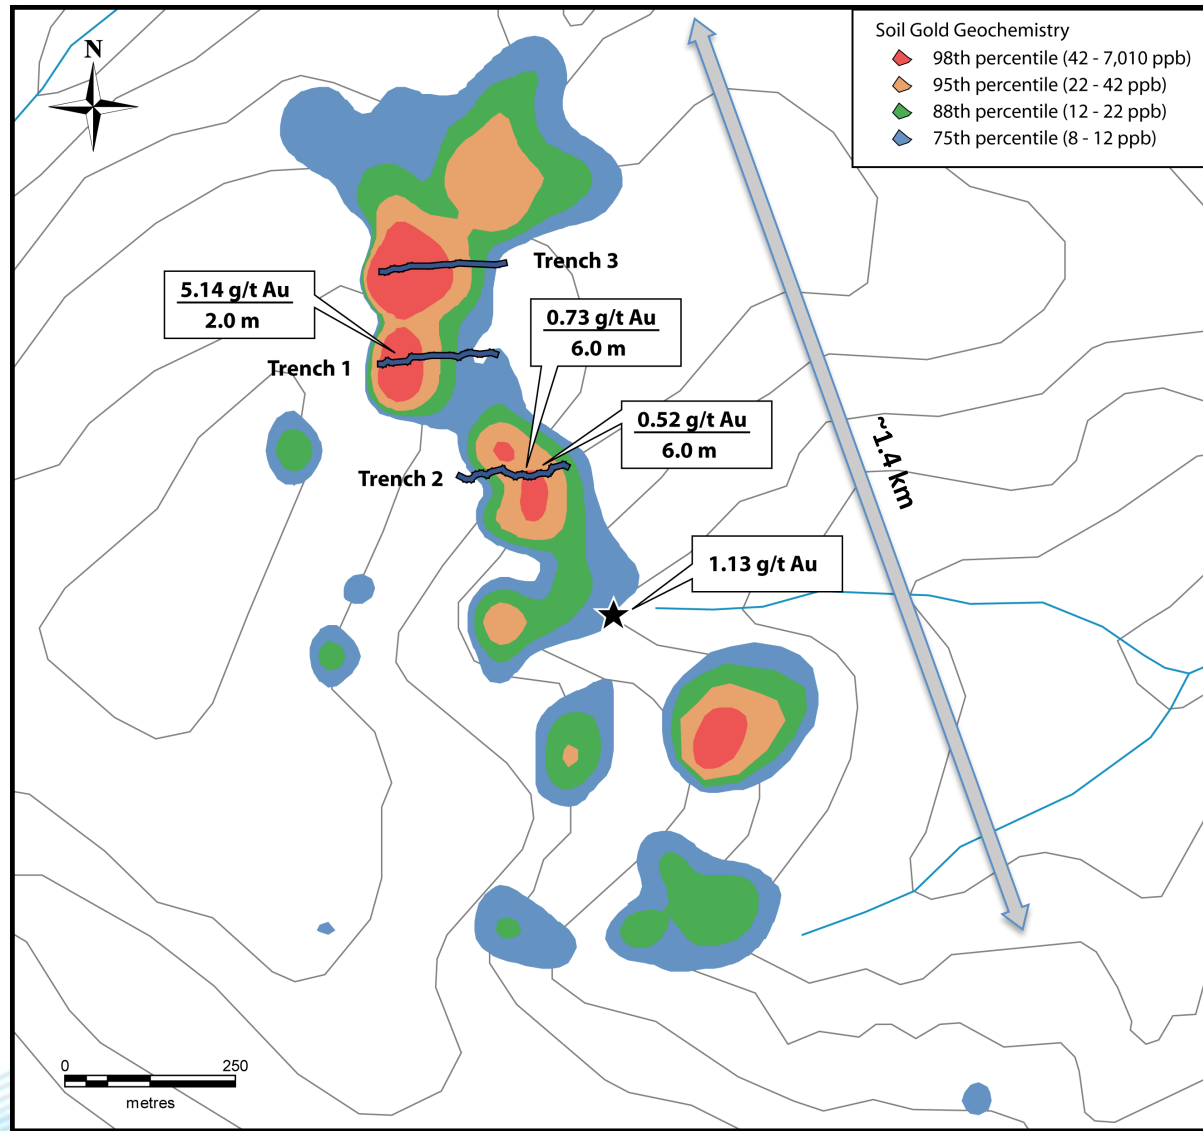 N
Soil Gold Geochemistry
98th percentile (42 - 7,010 ppb)
95th percentile (22 - 42 ppb)
88th percentile (12 - 22 ppb)
75th percentile (8 - 12 ppb)
Trench 3
5.14 g/t Au
2.0 m
0.73 g/t Au
6.0 m
Trench 1
0.52 g/t Au
6.0 m
~1.4 km
Trench 2
1.13 g/t Au
0 250
metres